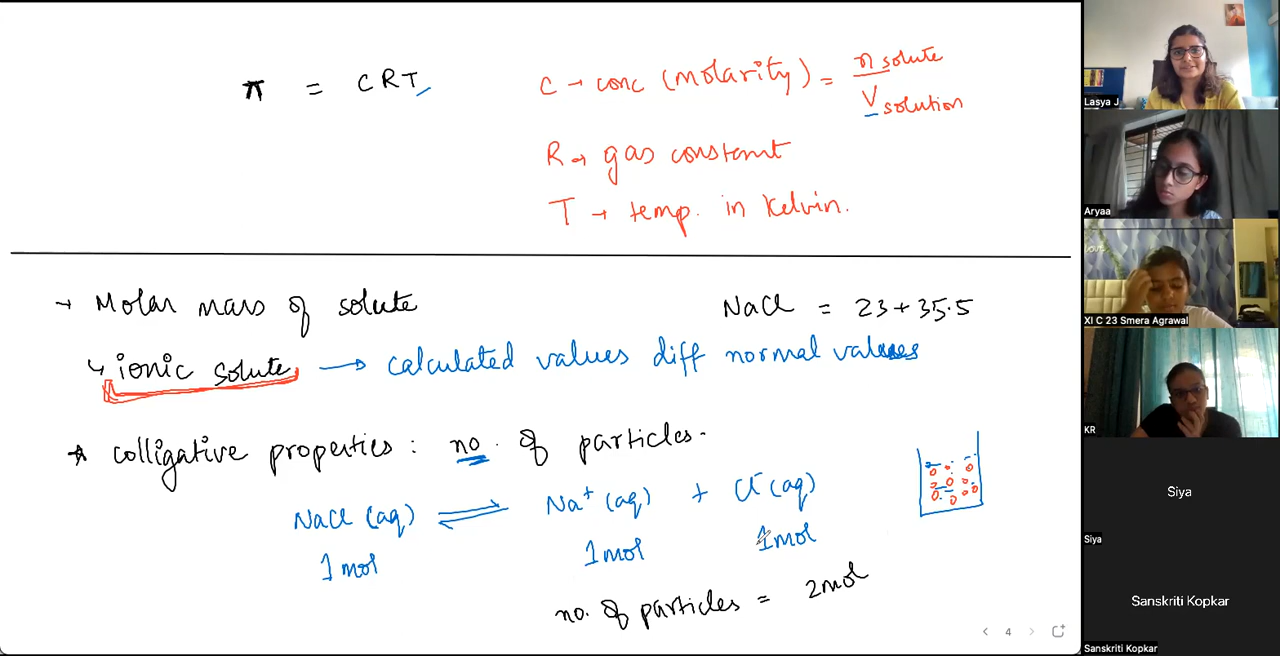 π = CRT
C → conc (molarity) = n solute / V solution
R → gas constant
T → temp. in Kelvin.
→ Molar mass of solute
NaCl = 23 + 35.5
↳ ionic solute → calculated values diff normal values
* colligative properties : no. of particles.
NaCl (aq) ⇌ Na⁺ (aq) + Cl⁻ (aq)
1 mol 1 mol 1 mol
no. of particles = 2 mol
< 4 >
Lasya J
Aryaa
XI C 23 Smera Agrawal
KR
Siya
Siya
Sanskriti Kopkar
Sanskriti Kopkar